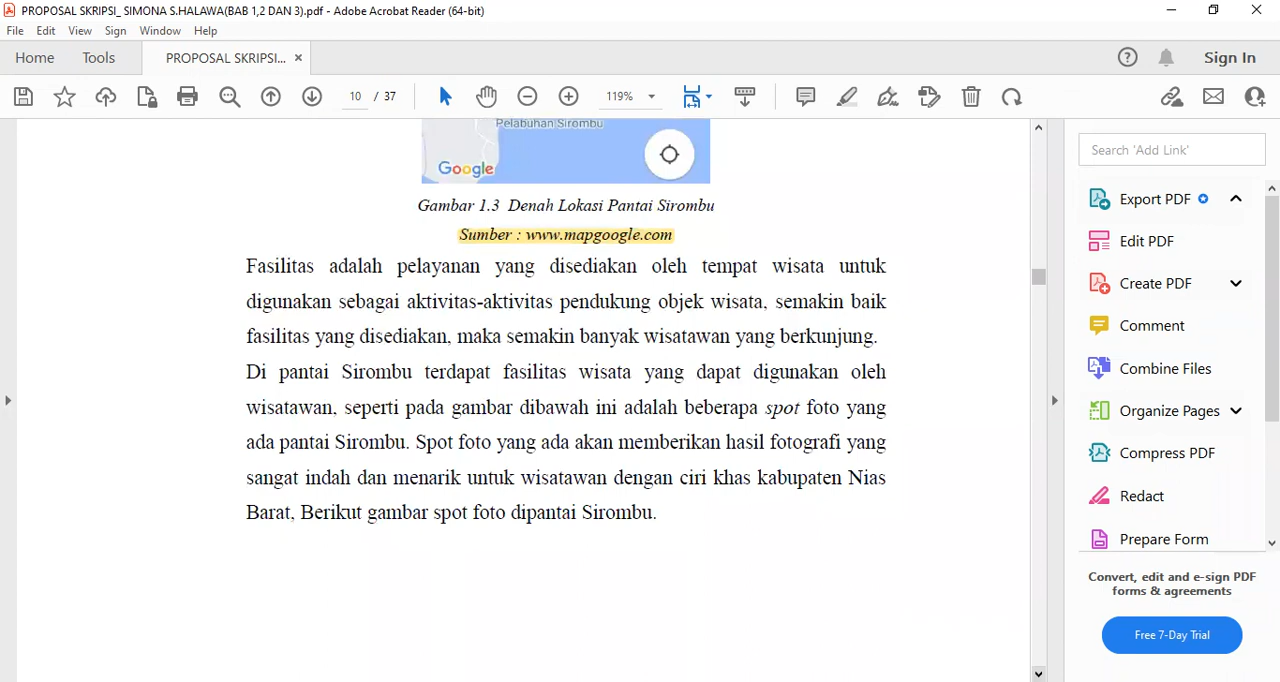 PROPOSAL SKRIPSI_ SIMONA S.HALAWA(BAB 1,2 DAN 3).pdf - Adobe Acrobat Reader (64-bit)
File Edit View Sign Window Help
Home Tools PROPOSAL SKRIPSI... × Sign In
10 / 37 119%
Search 'Add Link'
Pelabuhan Sirombu
Google
Gambar 1.3 Denah Lokasi Pantai Sirombu
Sumber : www.mapgoogle.com
Fasilitas adalah pelayanan yang disediakan oleh tempat wisata untuk
digunakan sebagai aktivitas-aktivitas pendukung objek wisata, semakin baik
fasilitas yang disediakan, maka semakin banyak wisatawan yang berkunjung.
Di pantai Sirombu terdapat fasilitas wisata yang dapat digunakan oleh
wisatawan, seperti pada gambar dibawah ini adalah beberapa spot foto yang
ada pantai Sirombu. Spot foto yang ada akan memberikan hasil fotografi yang
sangat indah dan menarik untuk wisatawan dengan ciri khas kabupaten Nias
Barat, Berikut gambar spot foto dipantai Sirombu.
Export PDF
Edit PDF
Create PDF
Comment
Combine Files
Organize Pages
Compress PDF
Redact
Prepare Form
Convert, edit and e-sign PDF
forms & agreements
Free 7-Day Trial